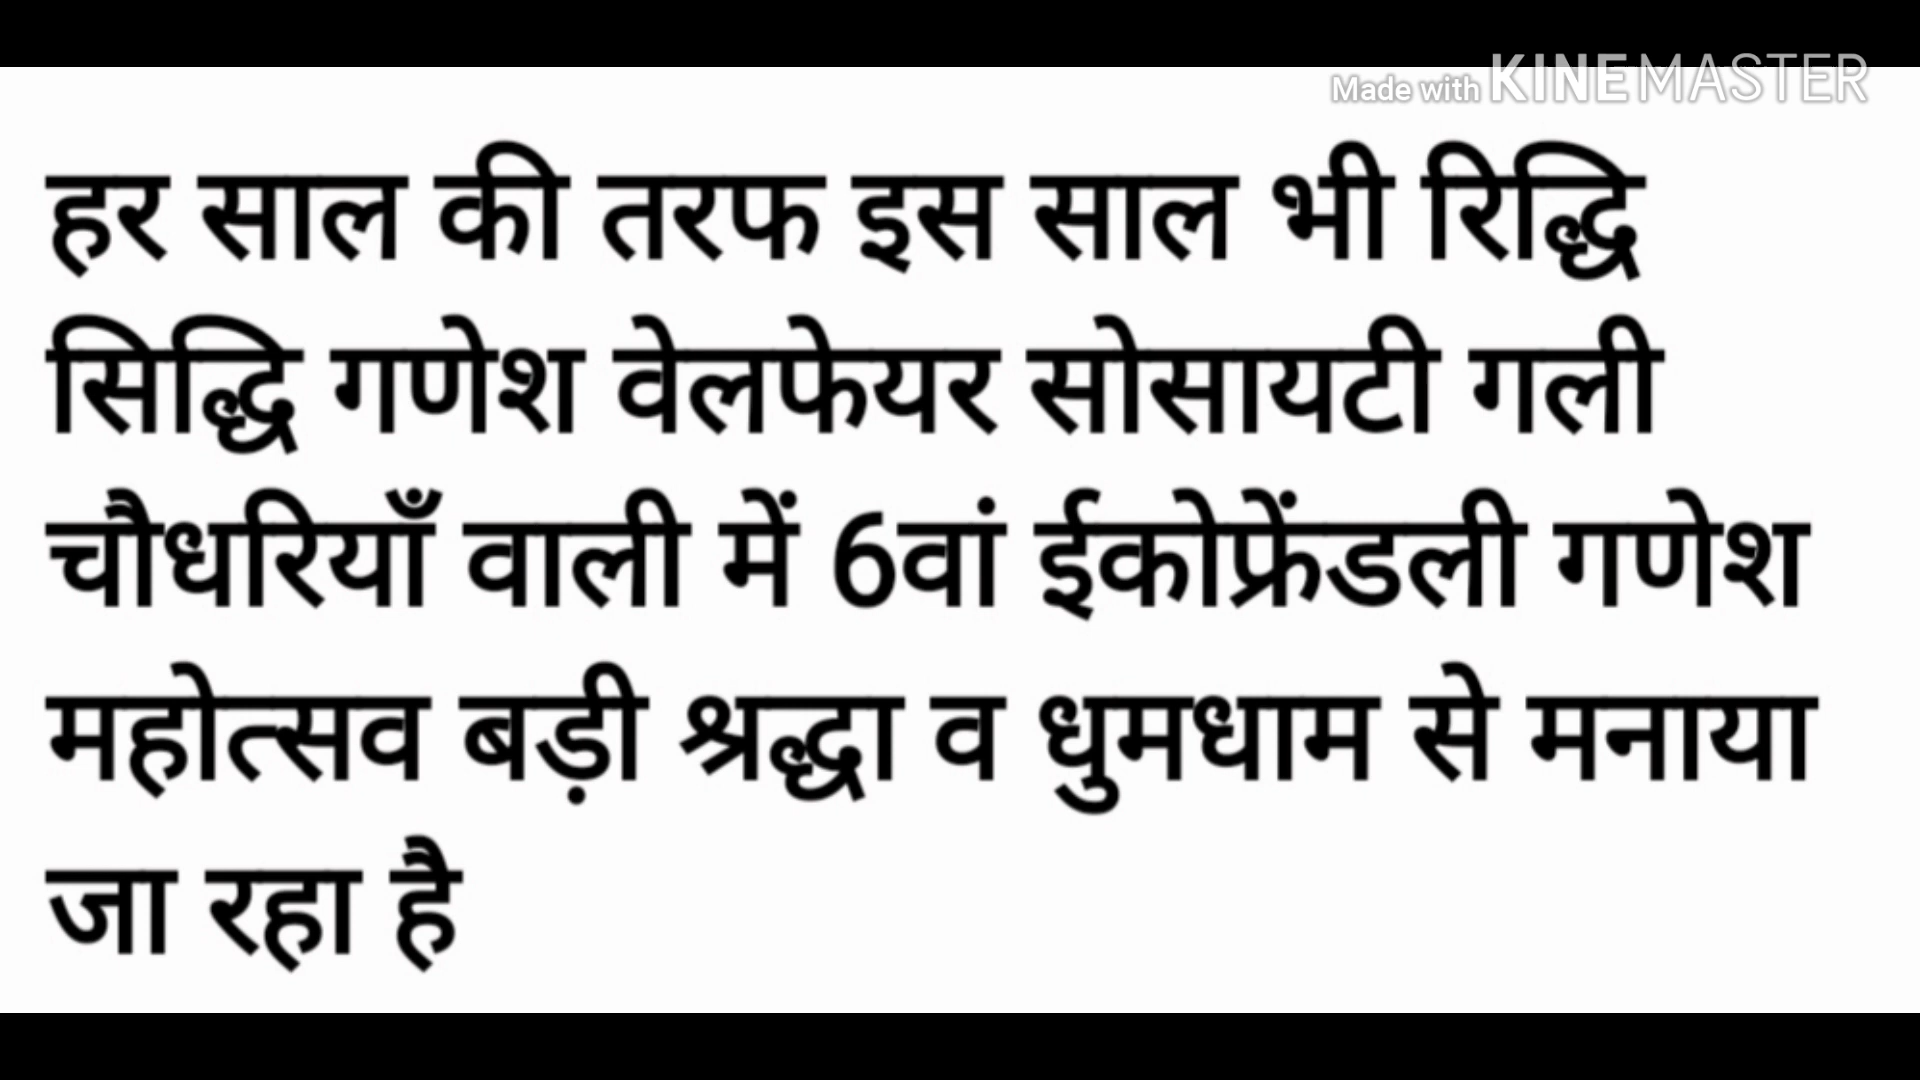 Made with KINEMASTER
हर साल की तरफ इस साल भी रिद्धि
सिद्धि गणेश वेलफेयर सोसायटी गली
चौधरियाँ वाली में 6वां ईकोफ्रेंडली गणेश
महोत्सव बड़ी श्रद्धा व धुमधाम से मनाया
जा रहा है